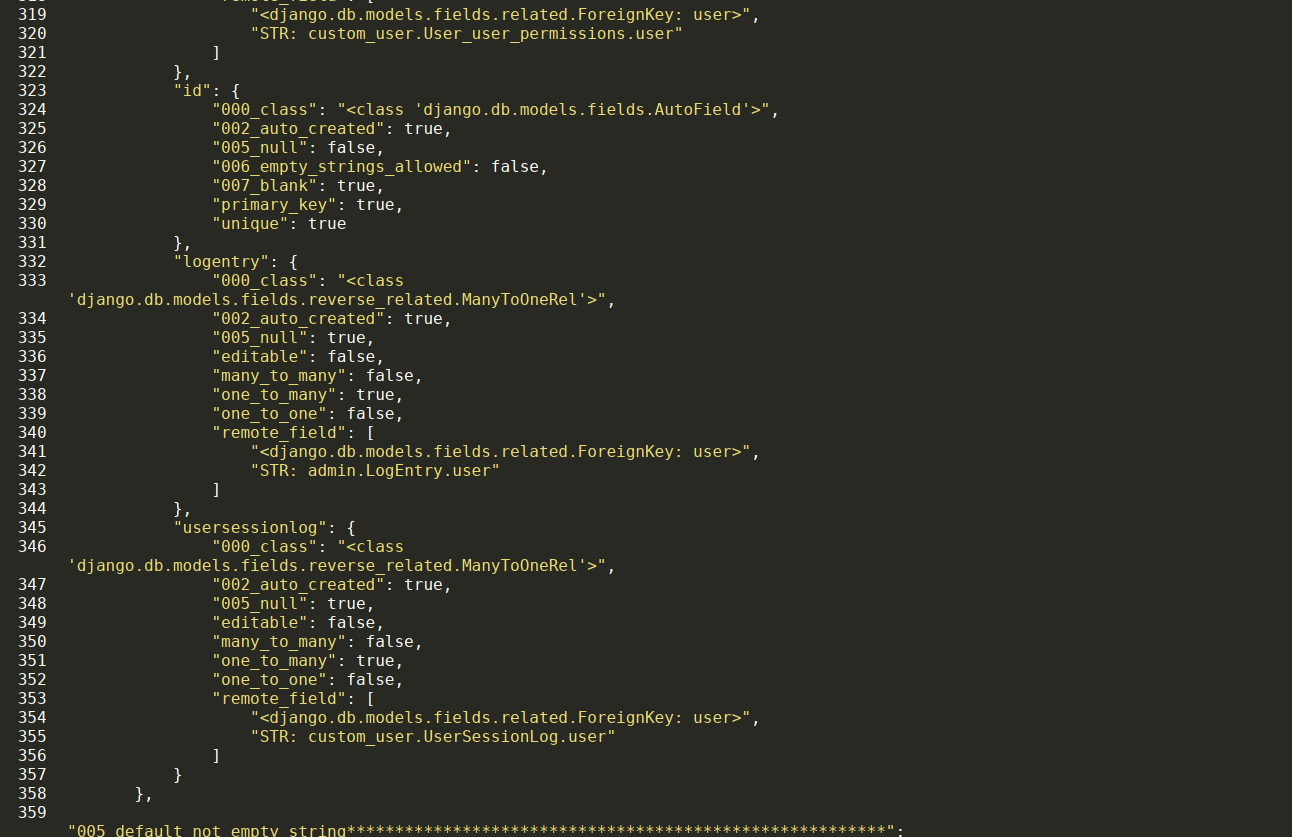 319 "<django.db.models.fields.related.ForeignKey: user>",
320 "STR: custom_user.User_user_permissions.user"
321 ]
322 },
323 "id": {
324 "000_class": "<class 'django.db.models.fields.AutoField'>",
325 "002_auto_created": true,
326 "005_null": false,
327 "006_empty_strings_allowed": false,
328 "007_blank": true,
329 "primary_key": true,
330 "unique": true
331 },
332 "logentry": {
333 "000_class": "<class
'django.db.models.fields.reverse_related.ManyToOneRel'>",
334 "002_auto_created": true,
335 "005_null": true,
336 "editable": false,
337 "many_to_many": false,
338 "one_to_many": true,
339 "one_to_one": false,
340 "remote_field": [
341 "<django.db.models.fields.related.ForeignKey: user>",
342 "STR: admin.LogEntry.user"
343 ]
344 },
345 "usersessionlog": {
346 "000_class": "<class
'django.db.models.fields.reverse_related.ManyToOneRel'>",
347 "002_auto_created": true,
348 "005_null": true,
349 "editable": false,
350 "many_to_many": false,
351 "one_to_many": true,
352 "one_to_one": false,
353 "remote_field": [
354 "<django.db.models.fields.related.ForeignKey: user>",
355 "STR: custom_user.UserSessionLog.user"
356 ]
357 }
358 },
359
"005_default_not_empty_string********************************************************":